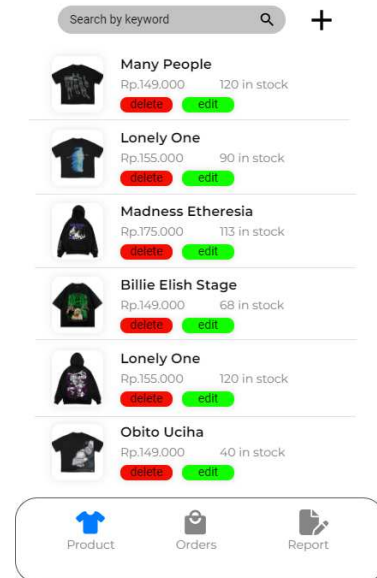 Search by keyword
Many People
Rp.149.000 120 in stock
delete edit
Lonely One
Rp.155.000 90 in stock
delete edit
Madness Etheresia
Rp.175.000 113 in stock
delete edit
Billie Elish Stage
Rp.149.000 68 in stock
delete edit
Lonely One
Rp.155.000 120 in stock
delete edit
Obito Uciha
Rp.149.000 40 in stock
delete edit
Product Orders Report